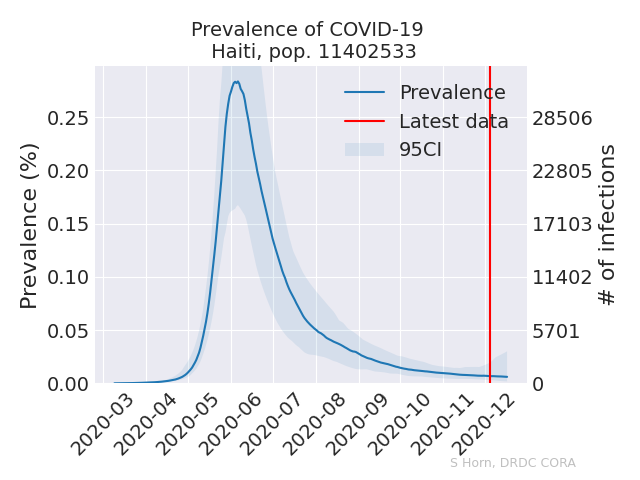 Prevalence of COVID-19
Haiti, pop. 11402533
Prevalence
Latest data
95CI
Prevalence (%)
0.25
0.20
0.15
0.10
0.05
0.00
28506
22805
17103
11402
5701
0
# of infections
2020-03
2020-04
2020-05
2020-06
2020-07
2020-08
2020-09
2020-10
2020-11
2020-12
S Horn, DRDC CORA